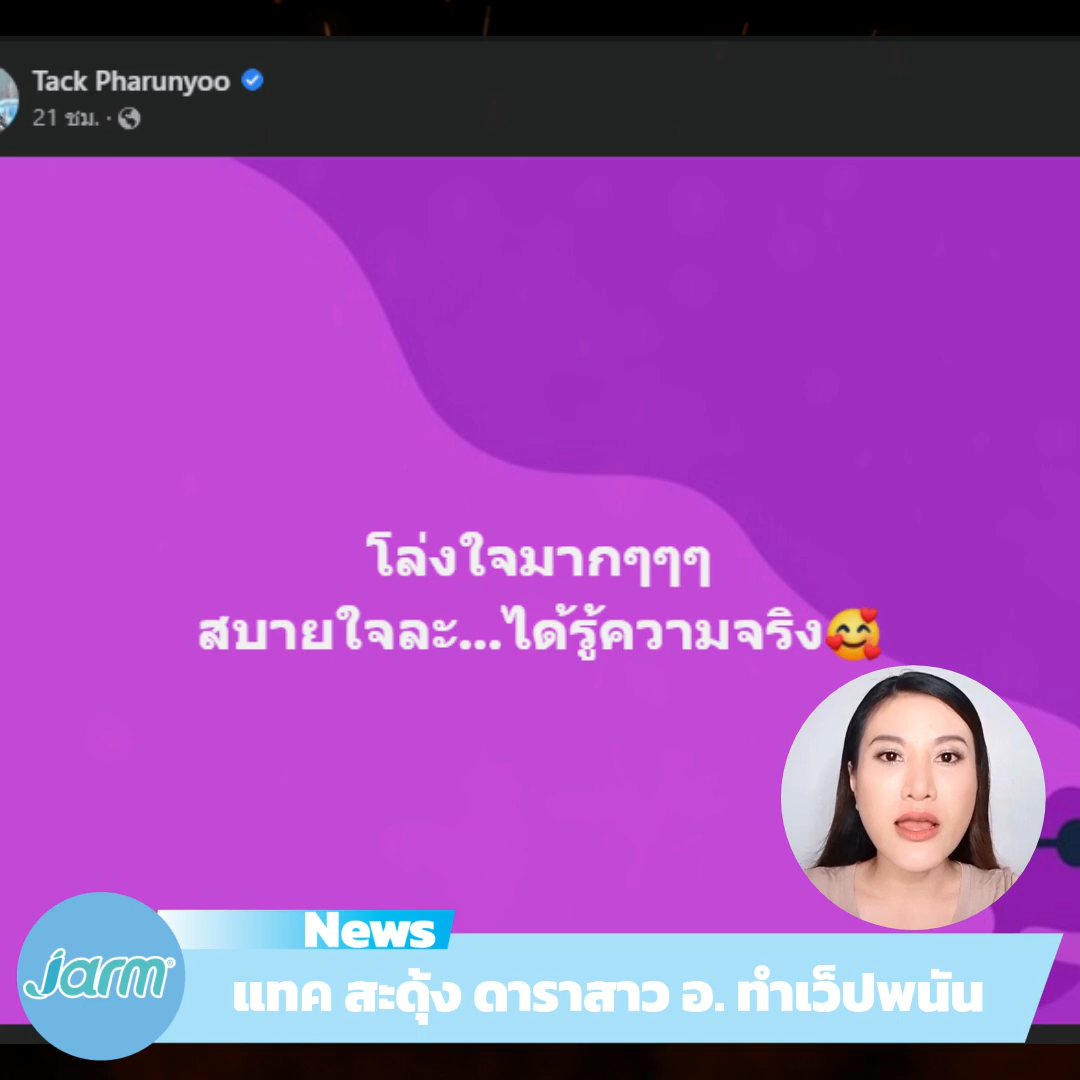 Tack Pharunyoo
21 ชม. ·
โล่งใจมากๆๆๆ
สบายใจละ...ได้รู้ความจริง🥰
News
jarm®
แทค สะดุ้ง ดาราสาว อ. ทำเว็ปพนัน